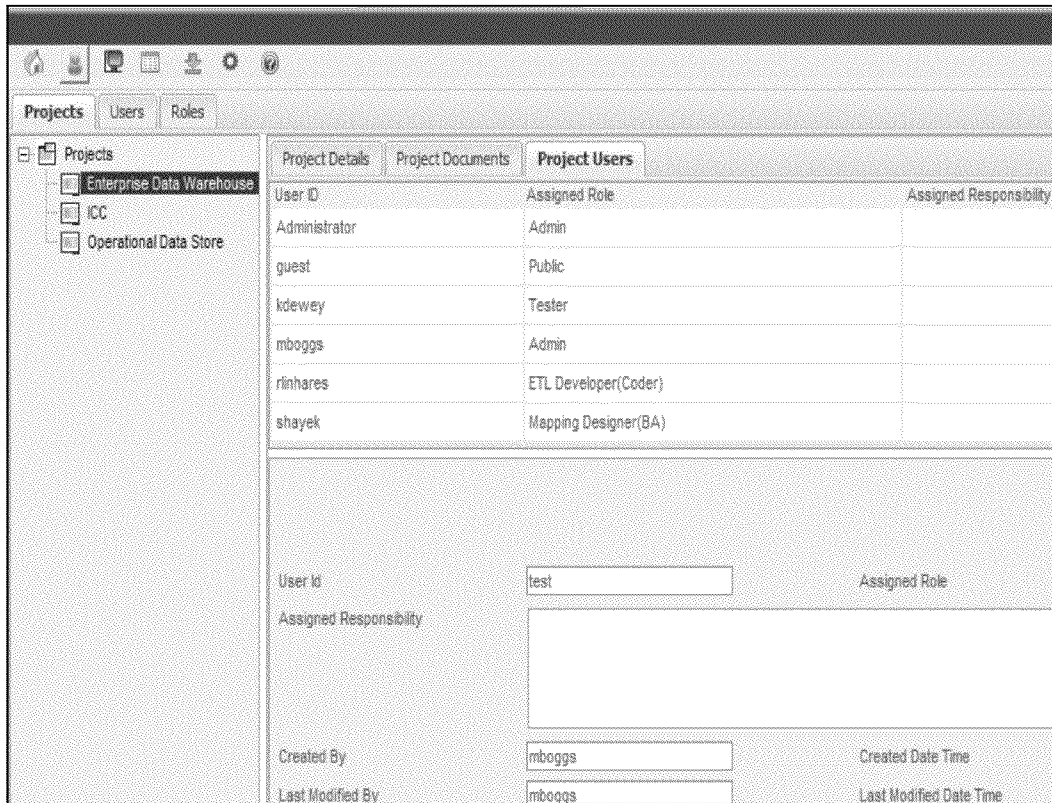 Projects Users Roles
Projects
Enterprise Data Warehouse
ICC
Operational Data Store
Project Details Project Documents Project Users
User ID Assigned Role Assigned Responsibility
Administrator Admin
guest Public
kdewey Tester
mboggs Admin
rlinhares ETL Developer(Coder)
shayek Mapping Designer(BA)
User Id test Assigned Role
Assigned Responsibility
Created By mboggs Created Date Time
Last Modified By mboggs Last Modified Date Time